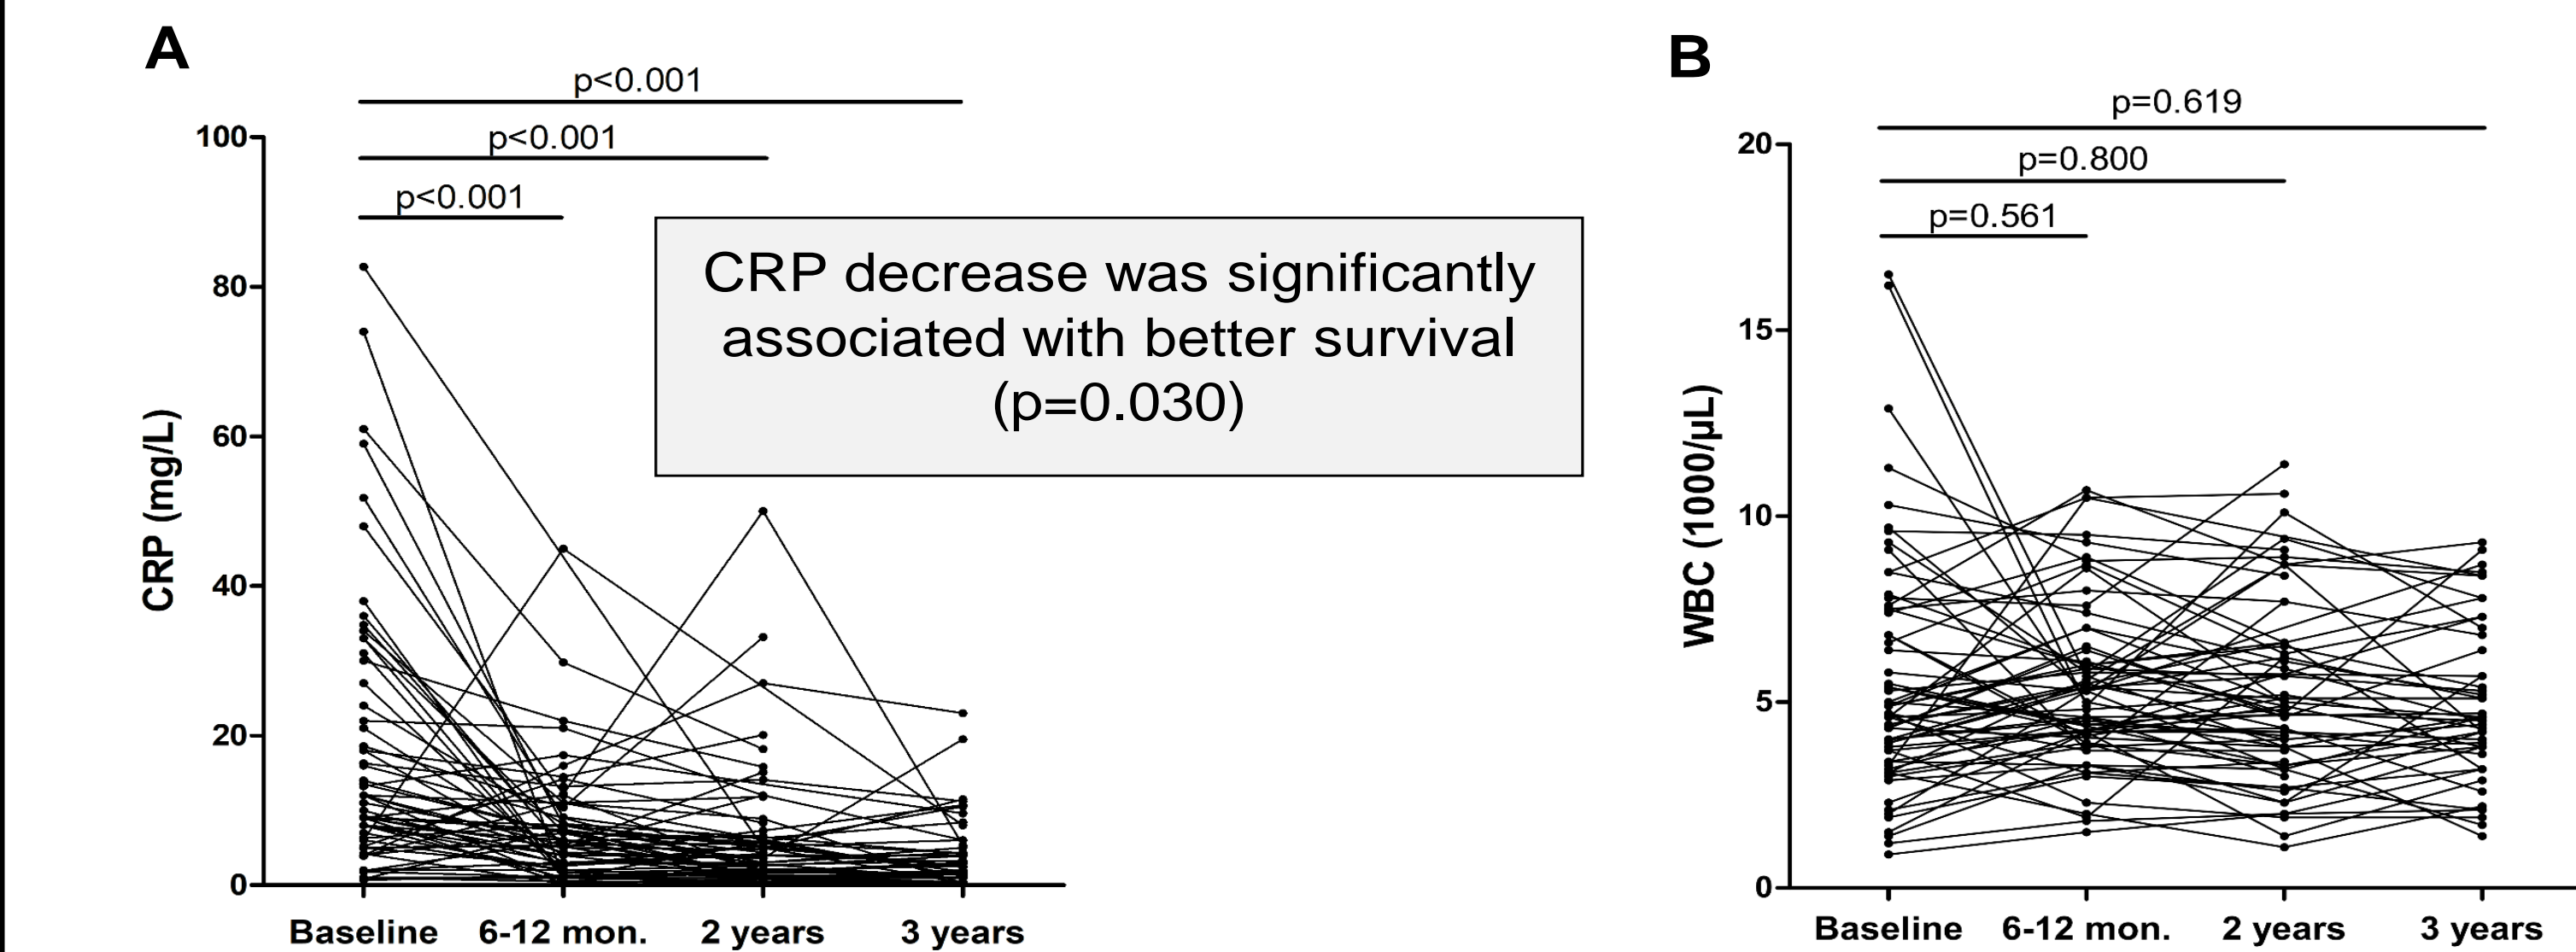 A
p<0.001
p<0.001
p<0.001
100
80
60
40
20
0
CRP (mg/L)
Baseline 6-12 mon. 2 years 3 years
CRP decrease was significantly
associated with better survival
(p=0.030)
B
p=0.619
p=0.800
p=0.561
20
15
10
5
0
WBC (1000/µL)
Baseline 6-12 mon. 2 years 3 years